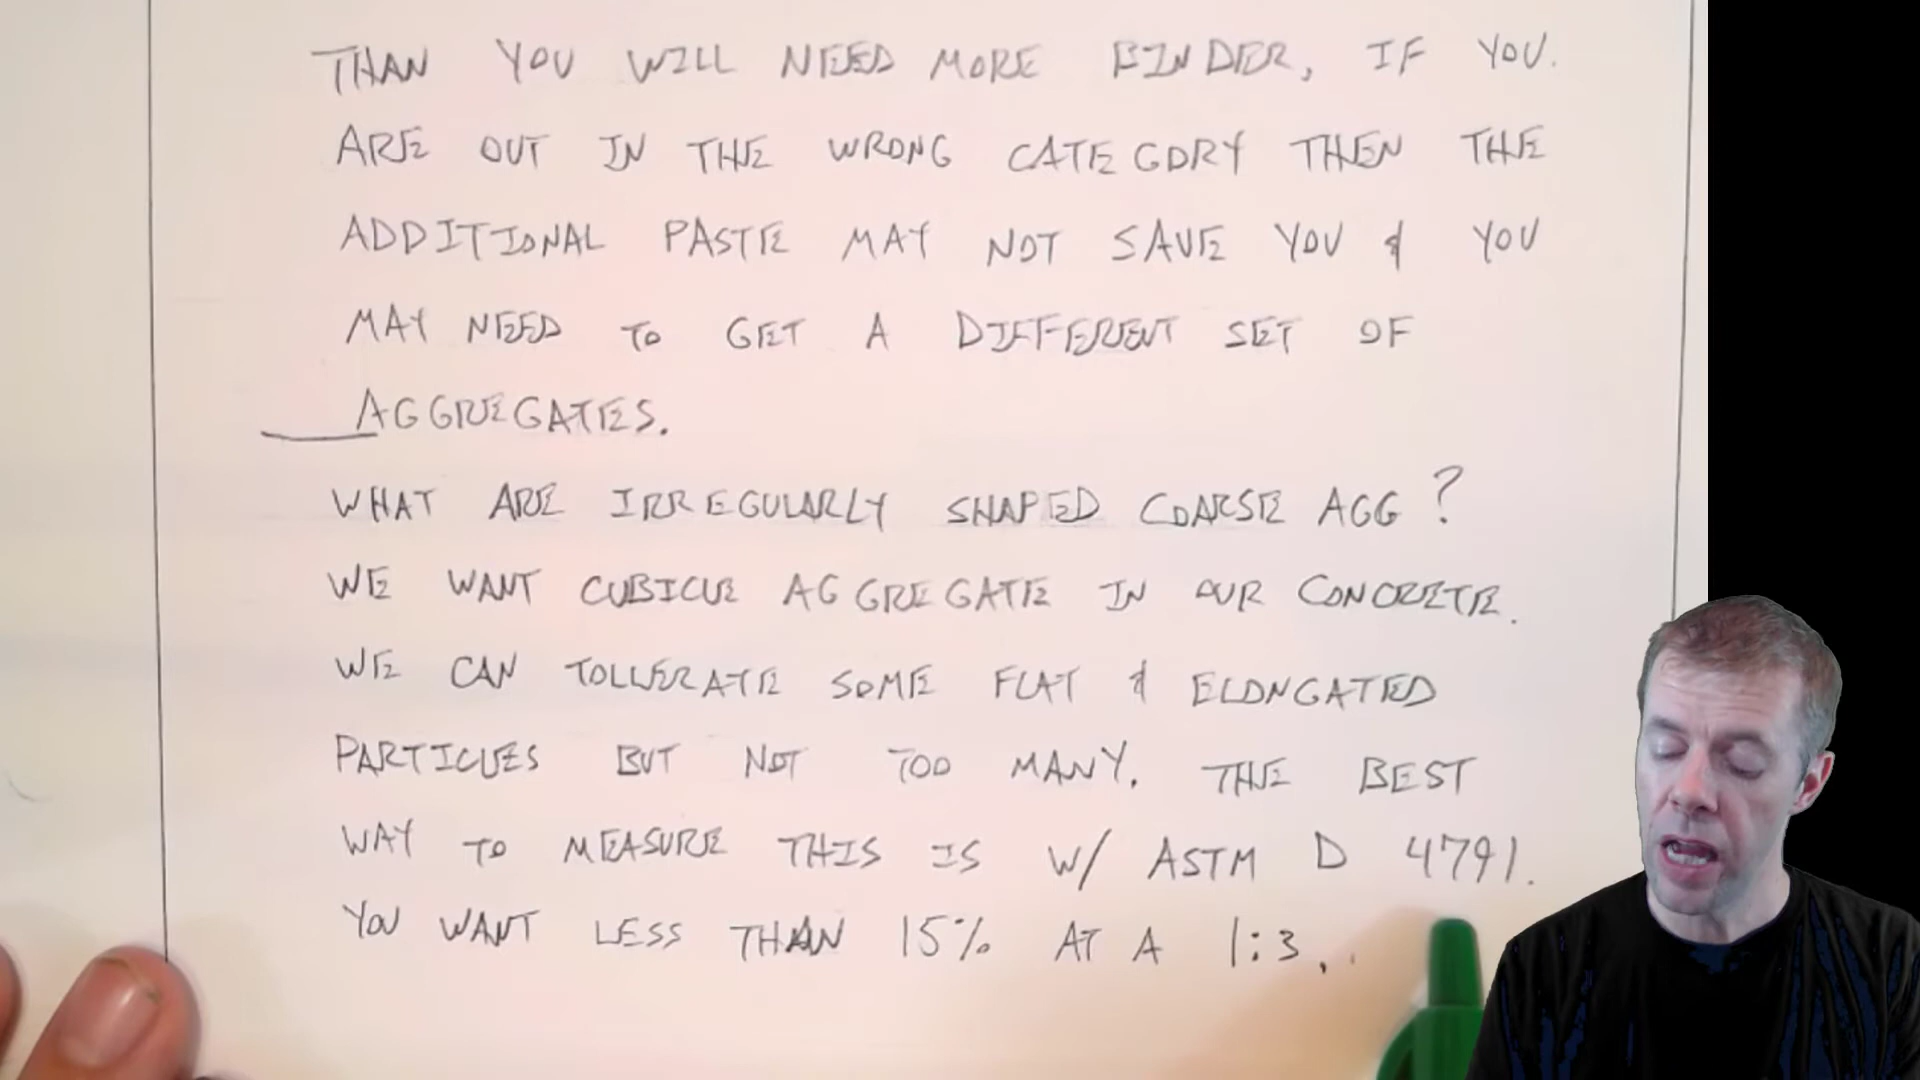 THAN YOU WILL NEED MORE BINDER, IF YOU.
ARE OUT IN THE WRONG CATEGORY THEN THE
ADDITIONAL PASTE MAY NOT SAVE YOU & YOU
MAY NEED TO GET A DIFFERENT SET OF
AGGREGATES.
WHAT ARE IRREGULARLY SHAPED COARSE AGG?
WE WANT CUBICLE AGGREGATE IN OUR CONCRETE.
WE CAN TOLLERATE SOME FLAT & ELONGATED
PARTICLES BUT NOT TOO MANY. THE BEST
WAY TO MEASURE THIS IS W/ ASTM D 4791.
YOU WANT LESS THAN 15% AT A 1:3.